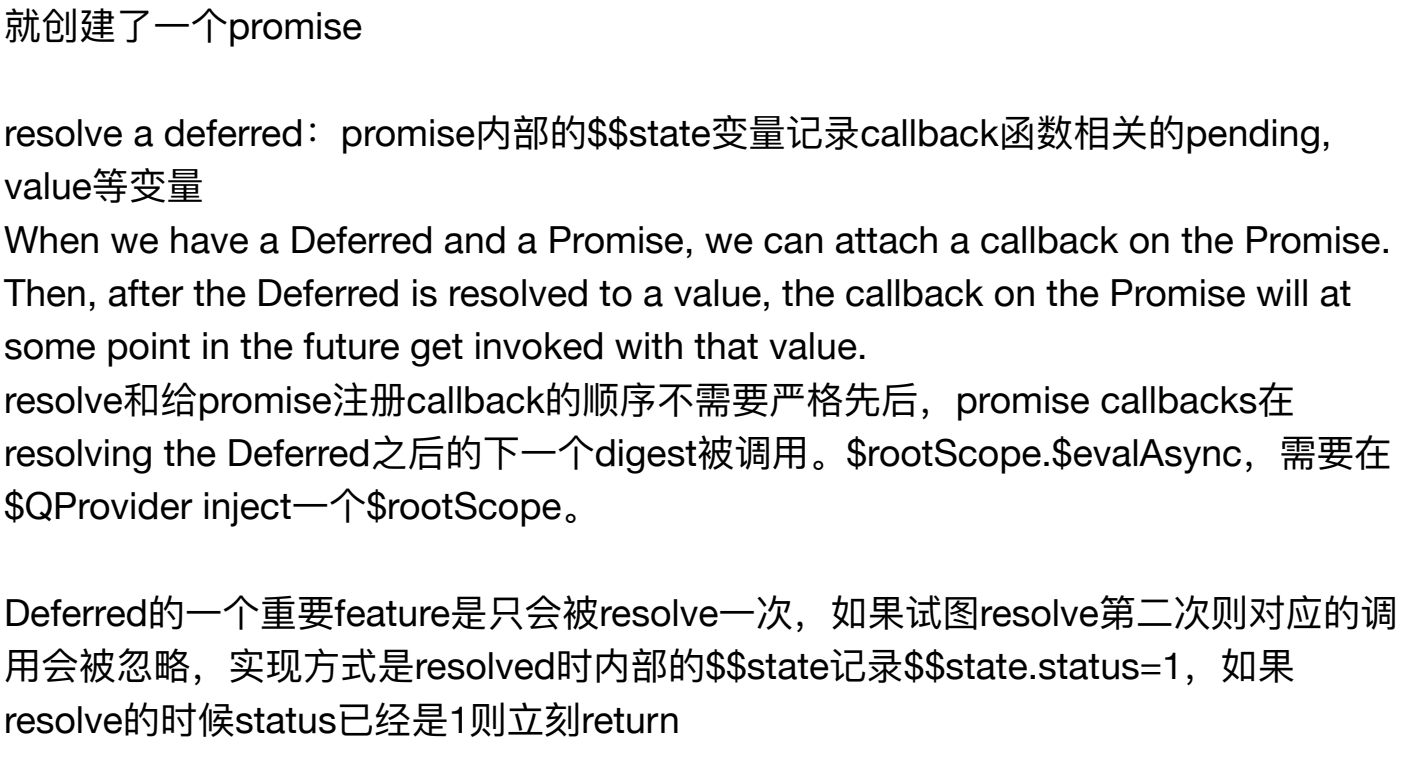 就创建了一个promise
resolve a deferred：promise内部的$$state变量记录callback函数相关的pending,
value等变量
When we have a Deferred and a Promise, we can attach a callback on the Promise.
Then, after the Deferred is resolved to a value, the callback on the Promise will at
some point in the future get invoked with that value.
resolve和给promise注册callback的顺序不需要严格先后，promise callbacks在
resolving the Deferred之后的下一个digest被调用。$rootScope.$evalAsync，需要在
$QProvider inject一个$rootScope。
Deferred的一个重要feature是只会被resolve一次，如果试图resolve第二次则对应的调
用会被忽略，实现方式是resolved时内部的$$state记录$$state.status=1，如果
resolve的时候status已经是1则立刻return